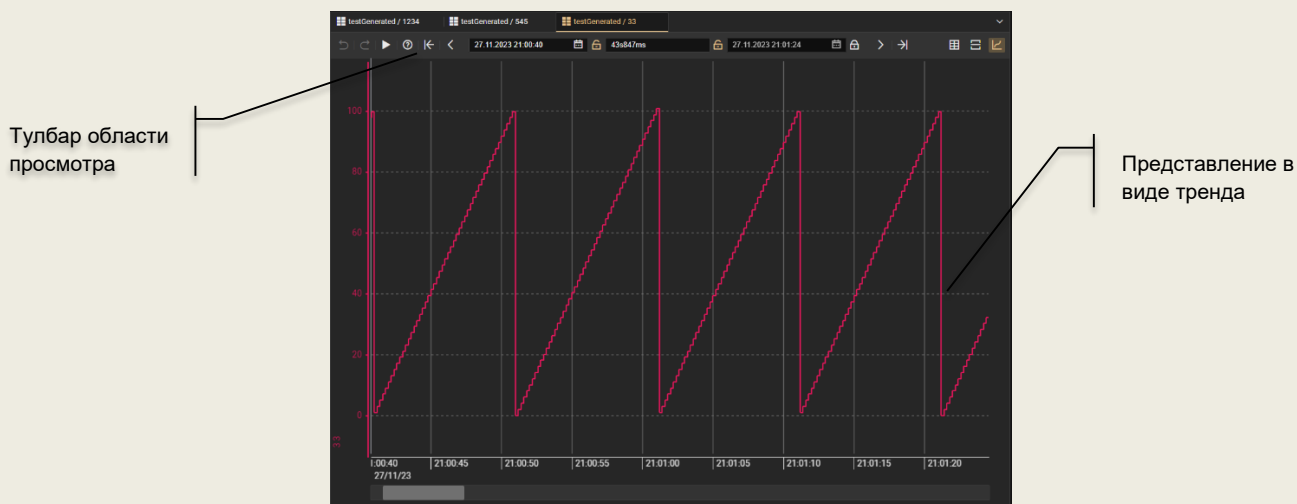 testGenerated / 1234
testGenerated / 545
testGenerated / 33
27.11.2023 21:00:40
43s847ms
27.11.2023 21:01:24
Тулбар области
просмотра
Представление в
виде тренда
100
80
60
40
20
0
33
:00:40
21:00:45
21:00:50
21:00:55
21:01:00
21:01:05
21:01:10
21:01:15
21:01:20
27/11/23